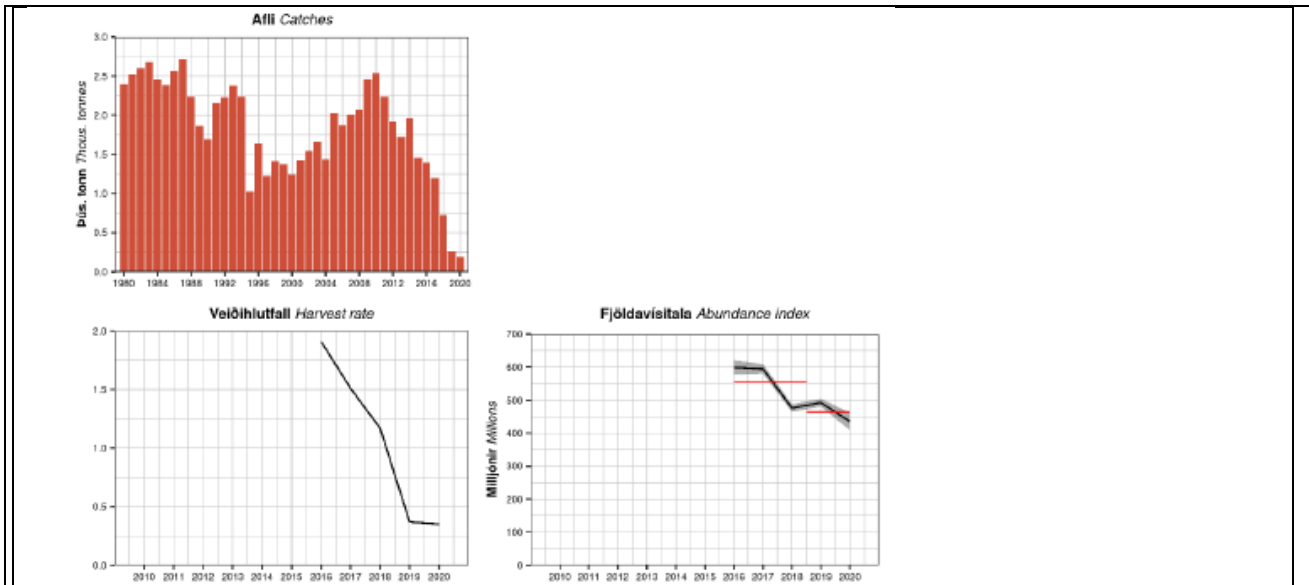 Afli Catches
Þús. tonn Thous. tonnes
3.0
2.5
2.0
1.5
1.0
0.5
0.0
1980 1984 1988 1992 1996 2000 2004 2008 2012 2016 2020
Veiðihlutfall Harvest rate
2.0
1.5
1.0
0.5
0.0
2010 2011 2012 2013 2014 2015 2016 2017 2018 2019 2020
Fjöldavísitala Abundance index
Milljónir Millions
700
600
500
400
300
200
100
0
2010 2011 2012 2013 2014 2015 2016 2017 2018 2019 2020